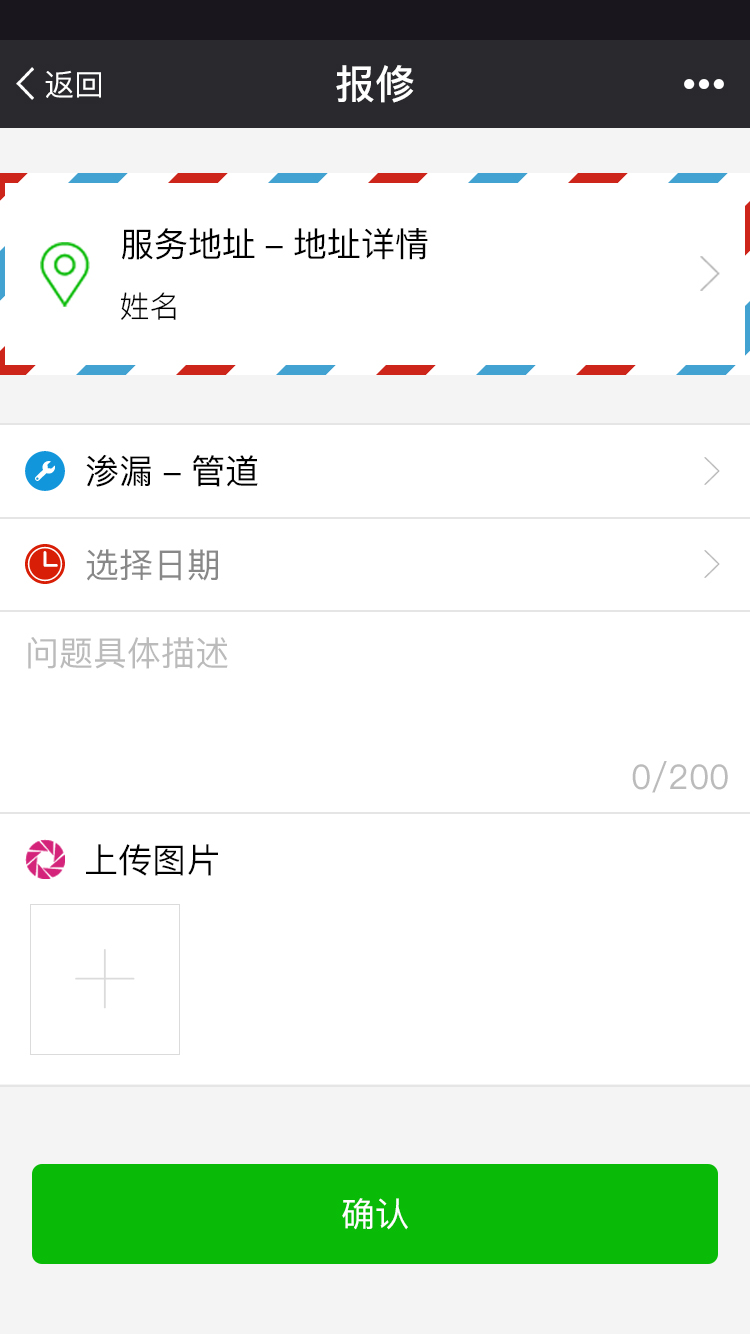 返回
报修
服务地址 – 地址详情
姓名
渗漏 – 管道
选择日期
问题具体描述
0/200
上传图片
确认